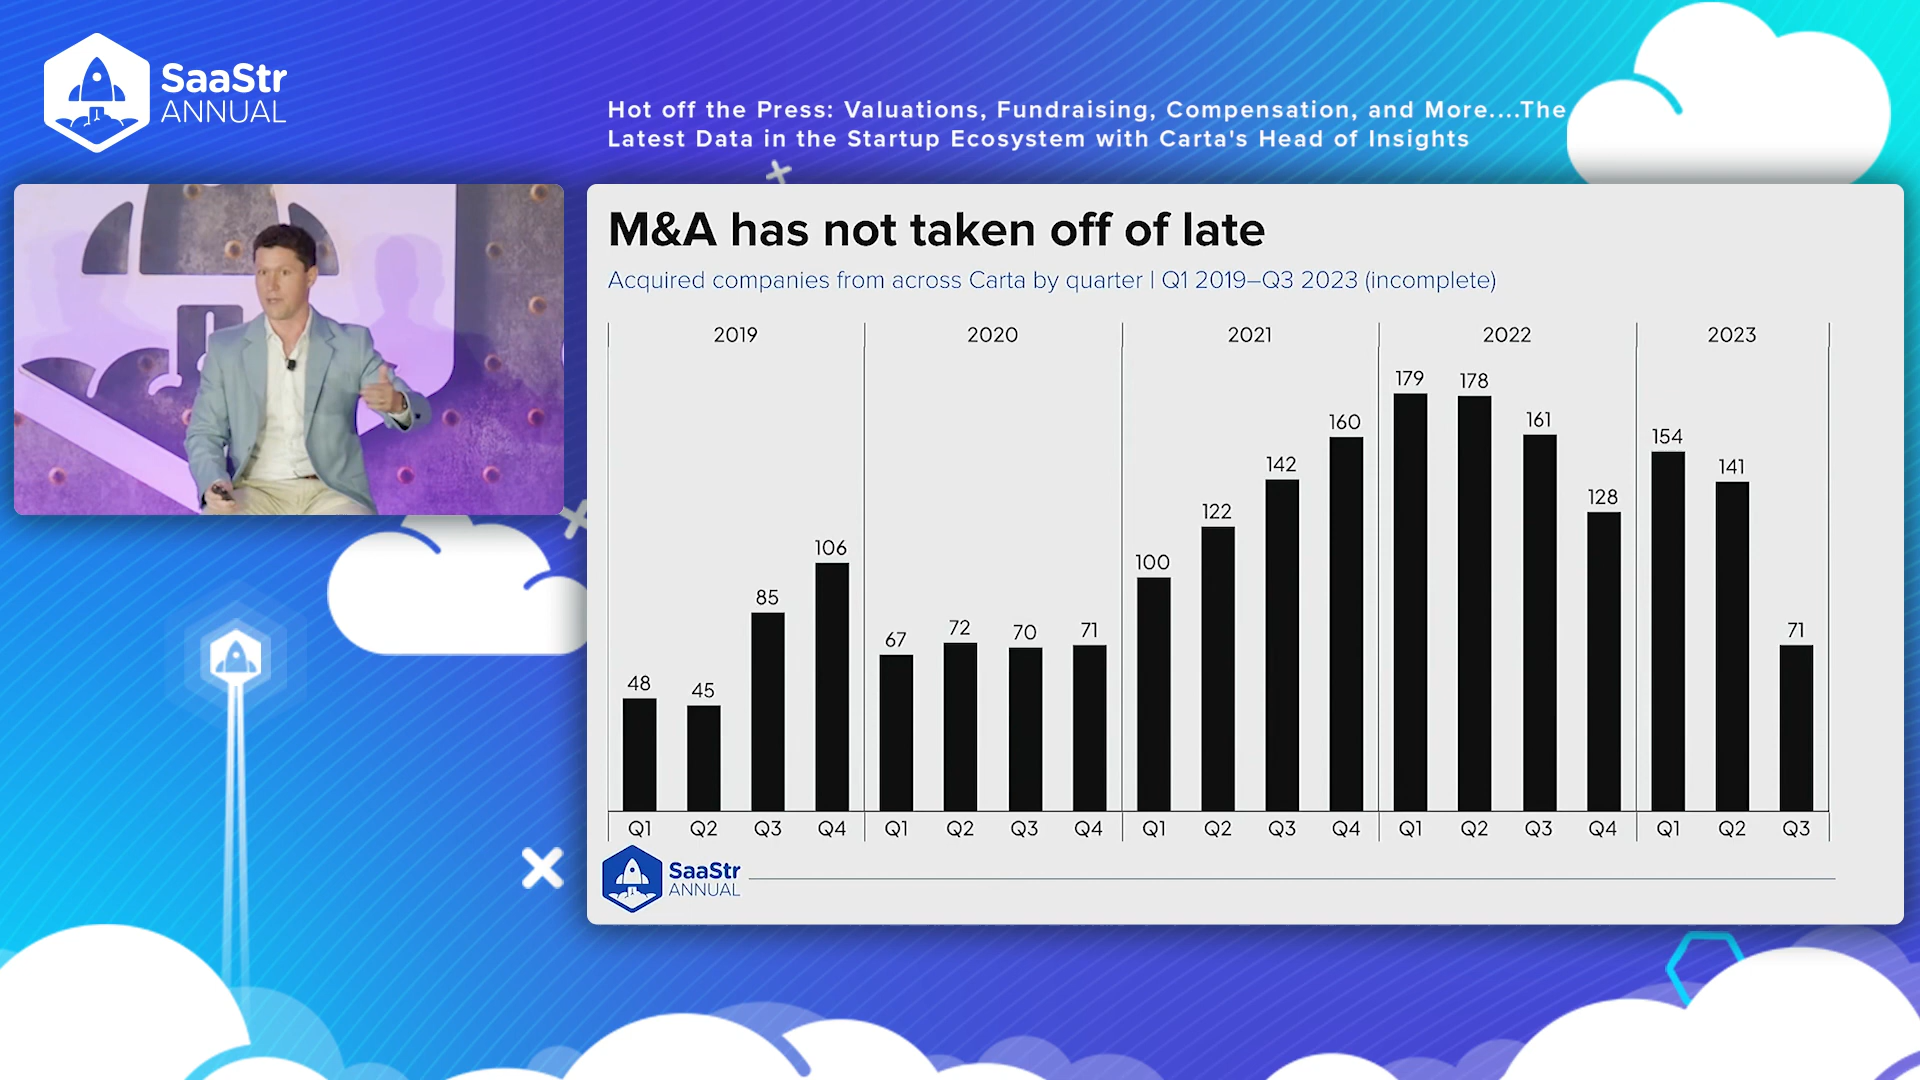 SaaStr
ANNUAL
Hot off the Press: Valuations, Fundraising, Compensation, and More....The
Latest Data in the Startup Ecosystem with Carta's Head of Insights
M&A has not taken off of late
Acquired companies from across Carta by quarter | Q1 2019–Q3 2023 (incomplete)
2019 2020 2021 2022 2023
48 45 85 106 67 72 70 71 100 122 142 160 179 178 161 128 154 141 71
Q1 Q2 Q3 Q4 Q1 Q2 Q3 Q4 Q1 Q2 Q3 Q4 Q1 Q2 Q3 Q4 Q1 Q2 Q3
SaaStr
ANNUAL